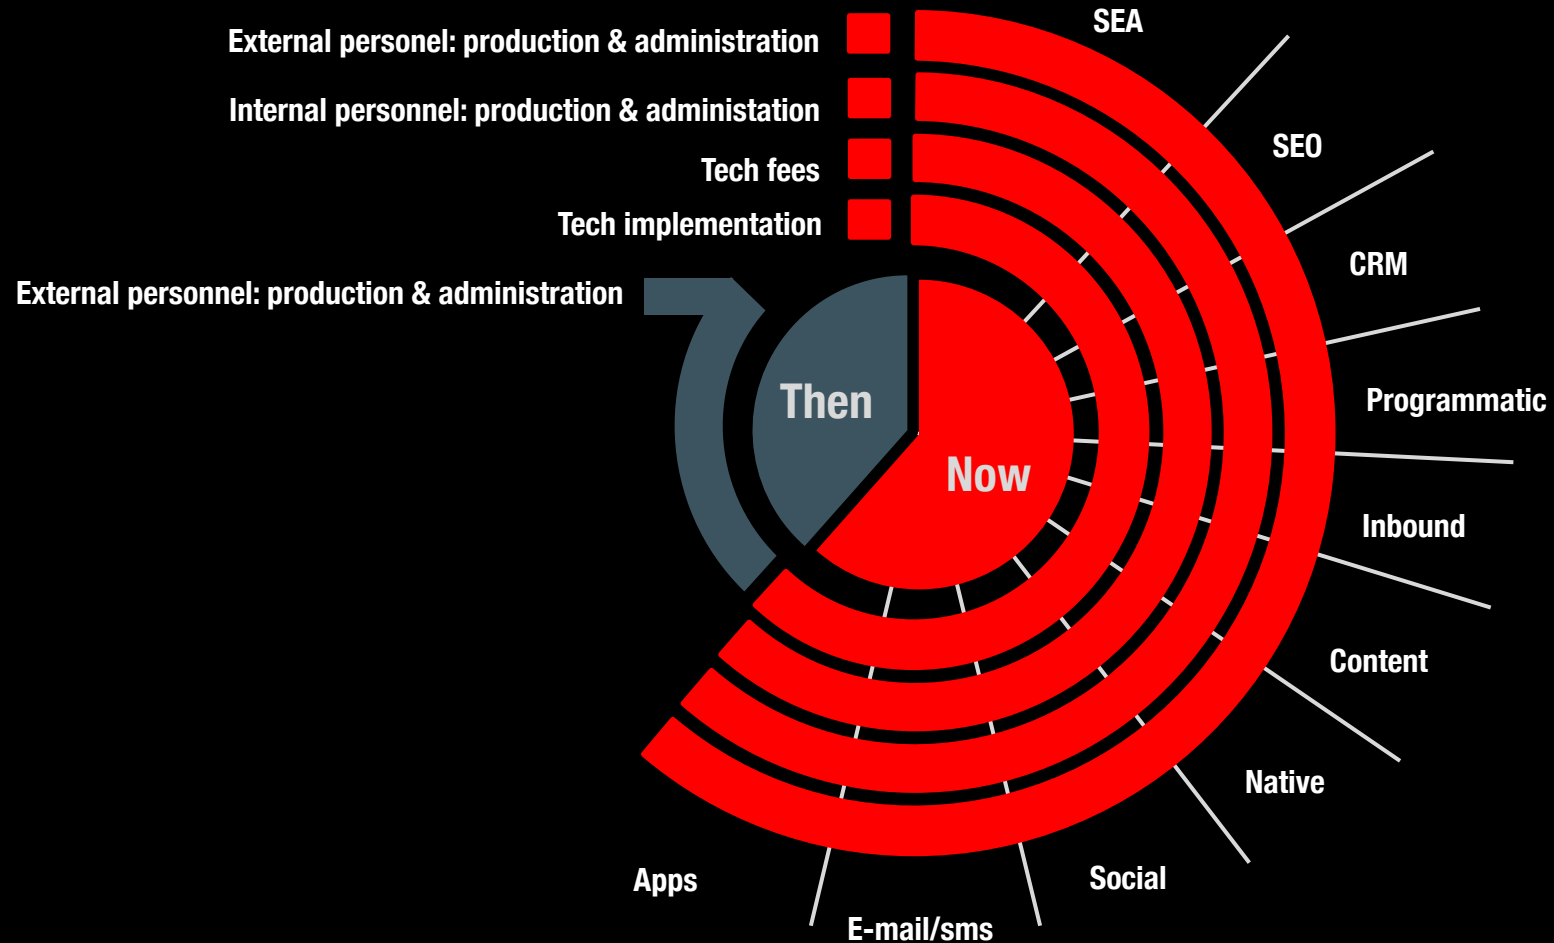 SEA
External personel: production & administration
Internal personnel: production & administation
SEO
Tech fees
Tech implementation
CRM
External personnel: production & administration
Then
Programmatic
Now
Inbound
Content
Native
Social
Apps
E-mail/sms